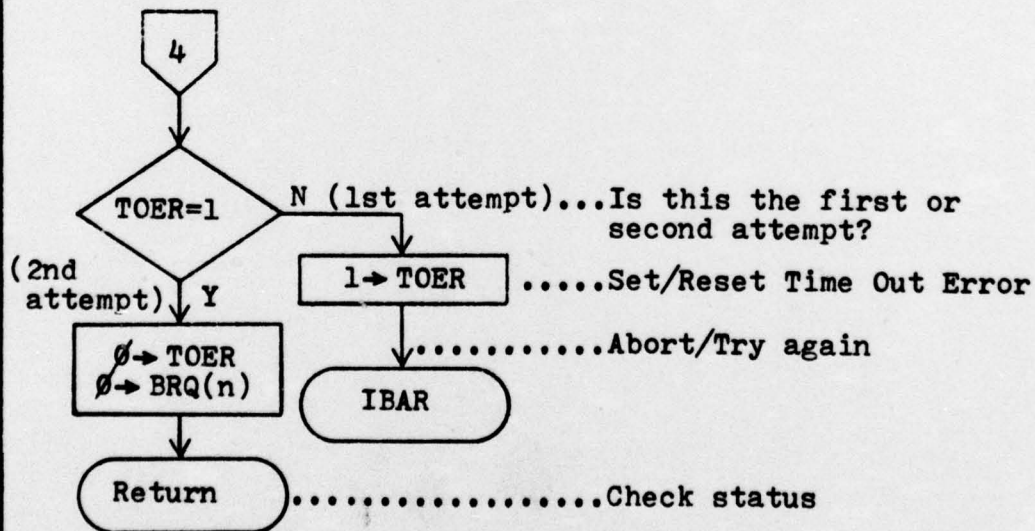 4
TOER=1
N (1st attempt)...Is this the first or
second attempt?
(2nd
attempt) Y
1→ TOER .....Set/Reset Time Out Error
Ø→ TOER
Ø→ BRQ(n)
...........Abort/Try again
IBAR
Return ..................Check status